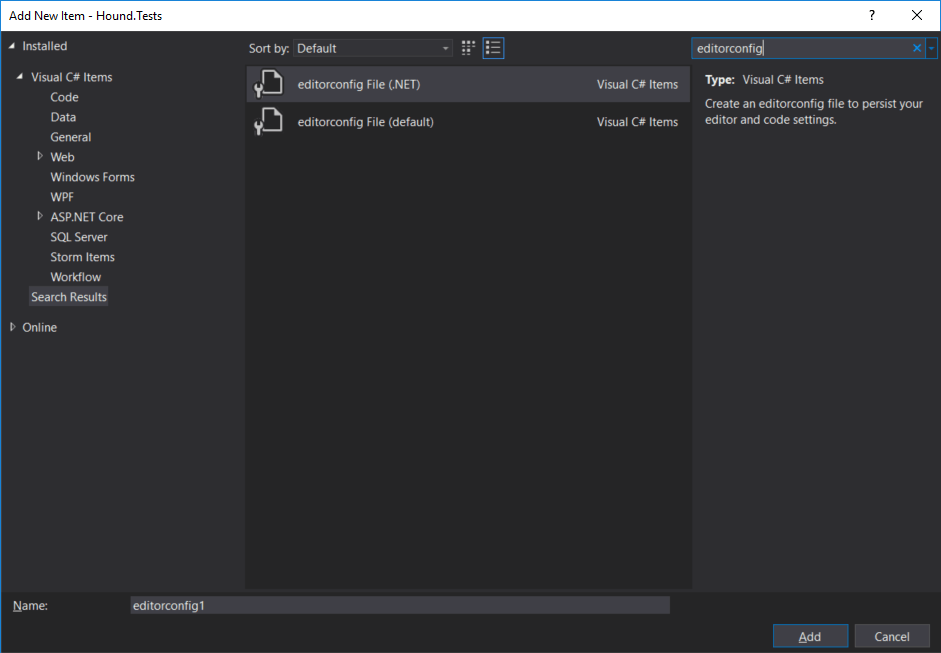 Add New Item - Hound.Tests
?
Installed
Visual C# Items
Code
Data
General
Web
Windows Forms
WPF
ASP.NET Core
SQL Server
Storm Items
Workflow
Search Results
Online
Sort by: Default
editorconfig File (.NET) Visual C# Items
editorconfig File (default) Visual C# Items
editorconfig
Type: Visual C# Items
Create an editorconfig file to persist your
editor and code settings.
Name: editorconfig1
Add Cancel